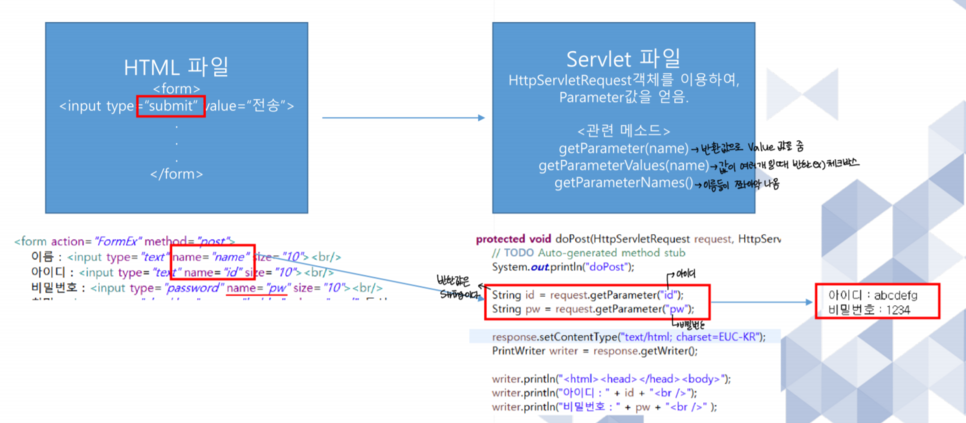 HTML 파일
<form>
<input type="submit" value="전송">
.
.
.
</form>
Servlet 파일
HttpServletRequest객체를 이용하여,
Parameter값을 얻음.
<관련 메소드>
getParameter(name) → 반환값으로 Value 값을 줌
getParameterValues(name) → 값이 여러개 일때 반환 ex) 체크박스
getParameterNames() → 이름들이 좌아악 나옴
<form action="FormEx" method="post">
이름 : <input type="text" name="name" size="10"><br/>
아이디 : <input type="text" name="id" size="10"><br/>
비밀번호 : <input type="password" name="pw" size="10"><br/>
반환값은
protected void doPost(HttpServletRequest request, HttpServ
// TODO Auto-generated method stub
System.out.println("doPost");
아이디
String id = request.getParameter("id");
String pw = request.getParameter("pw");
비밀번호
response.setContentType("text/html; charset=EUC-KR");
PrintWriter writer = response.getWriter();
writer.println("<html><head></head><body>");
writer.println("아이디 : " + id + "<br />");
writer.println("비밀번호 : " + pw + "<br />" );
아이디 : abcdefg
비밀번호 : 1234